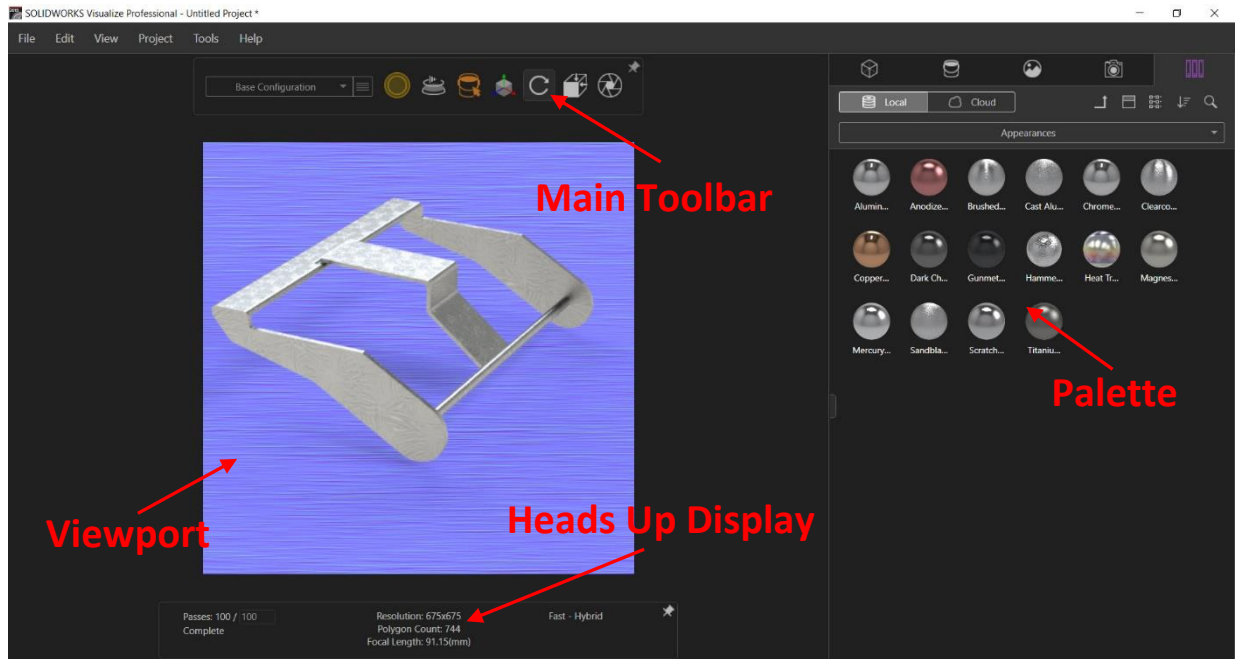 SOLIDWORKS Visualize Professional - Untitled Project *
File Edit View Project Tools Help
Base Configuration
Local Cloud
Appearances
Main Toolbar
Alumin... Anodize... Brushed... Cast Alu... Chrome... Clearco...
Copper... Dark Ch... Gunmet... Hamme... Heat Tr... Magnes...
Mercury... Sandbla... Scratch... Titaniu...
Palette
Viewport
Heads Up Display
Passes: 100 / 100
Complete
Resolution: 675x675
Polygon Count: 744
Focal Length: 91.15(mm)
Fast - Hybrid